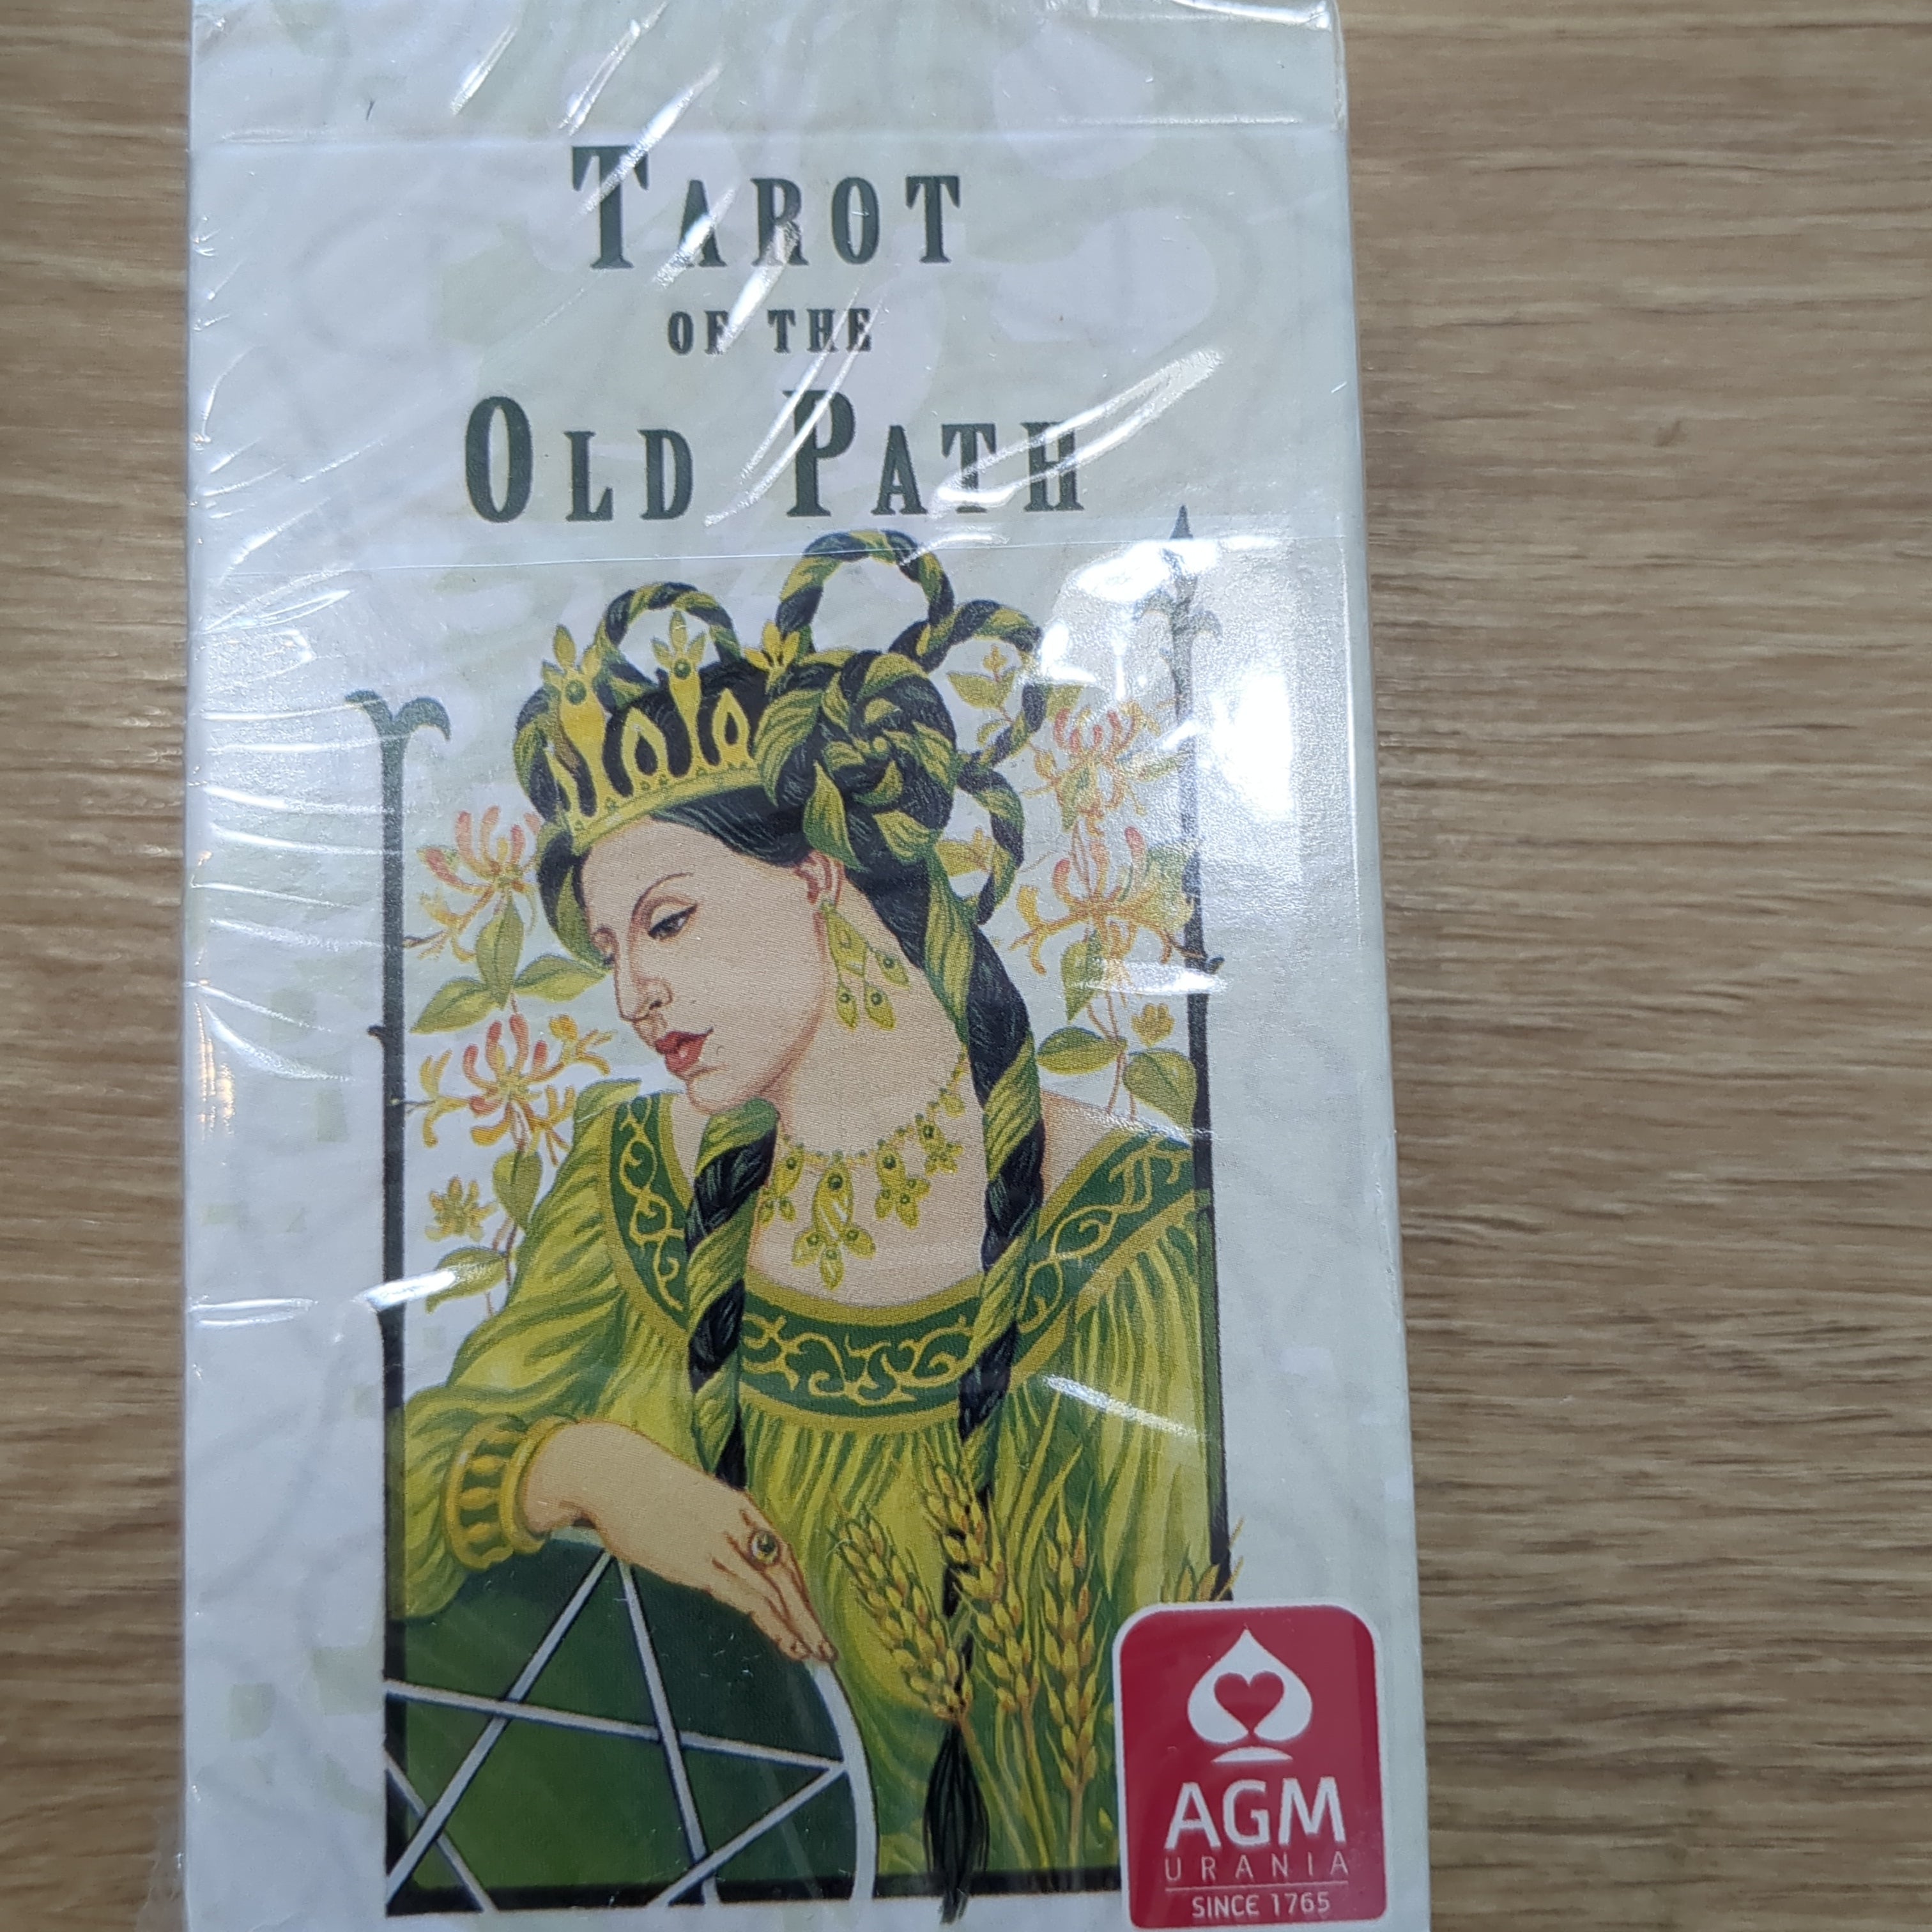 TAROT
OF THE
OLD PATH
AGM
URANIA
SINCE 1765